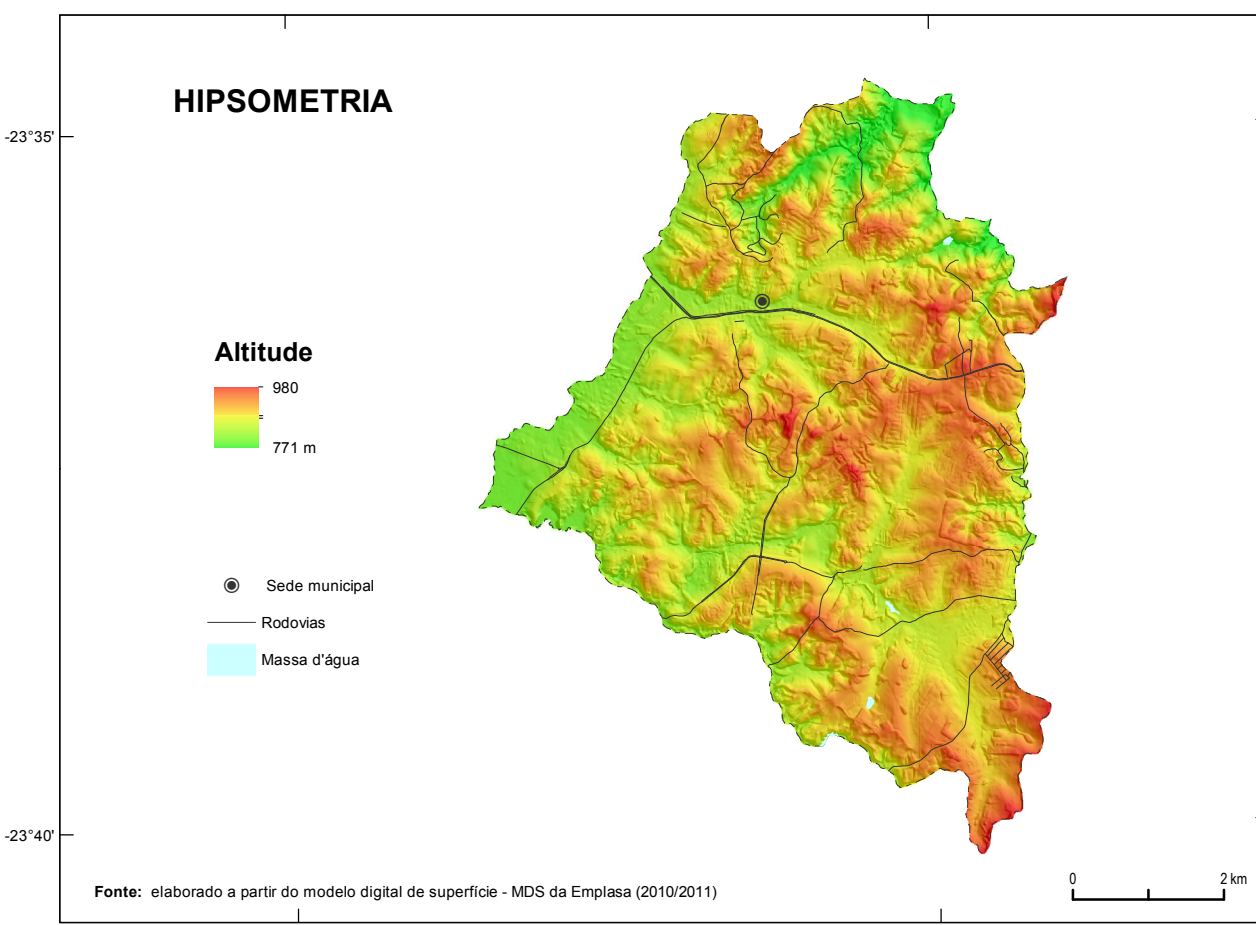 HIPSOMETRIA
-23°35'
Altitude
980
771 m
Sede municipal
Rodovias
Massa d'água
-23°40'
Fonte: elaborado a partir do modelo digital de superfície - MDS da Emplasa (2010/2011)
0 2 km